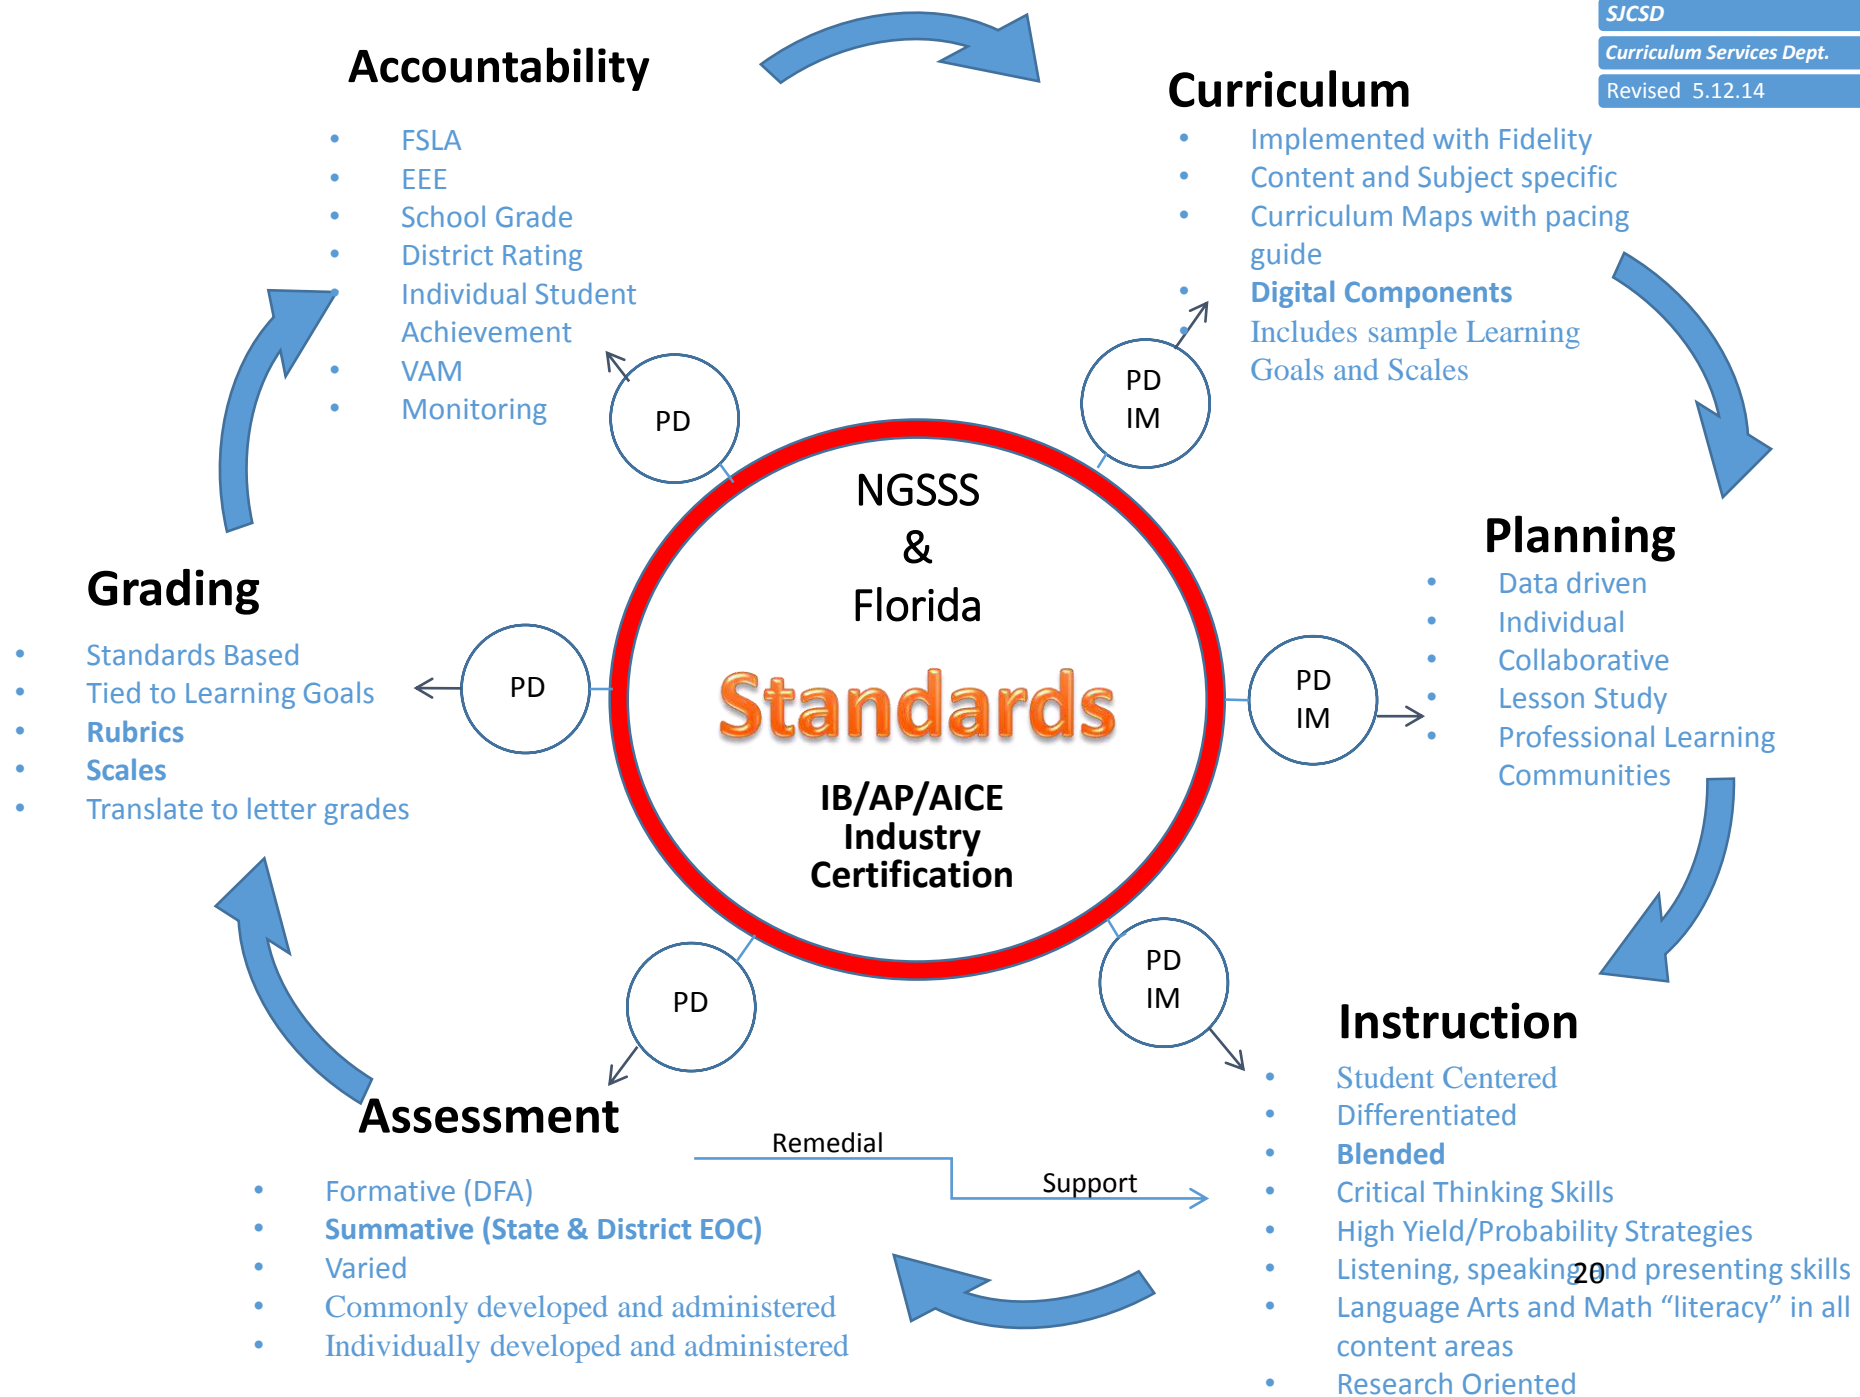 SJCSD
Curriculum Services Dept.
Revised 5.12.14
Accountability
• FSLA
• EEE
• School Grade
• District Rating
• Individual Student
Achievement
• VAM
• Monitoring
Curriculum
• Implemented with Fidelity
• Content and Subject specific
• Curriculum Maps with pacing
guide
• Digital Components
• Includes sample Learning
Goals and Scales
PD
PD
IM
Planning
• Data driven
• Individual
• Collaborative
• Lesson Study
• Professional Learning
Communities
PD
IM
Grading
• Standards Based
• Tied to Learning Goals
• Rubrics
• Scales
• Translate to letter grades
PD
NGSSS
&
Florida
Standards
IB/AP/AICE
Industry
Certification
PD
PD
IM
Instruction
• Student Centered
• Differentiated
• Blended
• Critical Thinking Skills
• High Yield/Probability Strategies
• Listening, speaking and presenting skills
• Language Arts and Math “literacy” in all
content areas
• Research Oriented
Assessment
• Formative (DFA)
• Summative (State & District EOC)
• Varied
• Commonly developed and administered
• Individually developed and administered
Remedial
Support
20